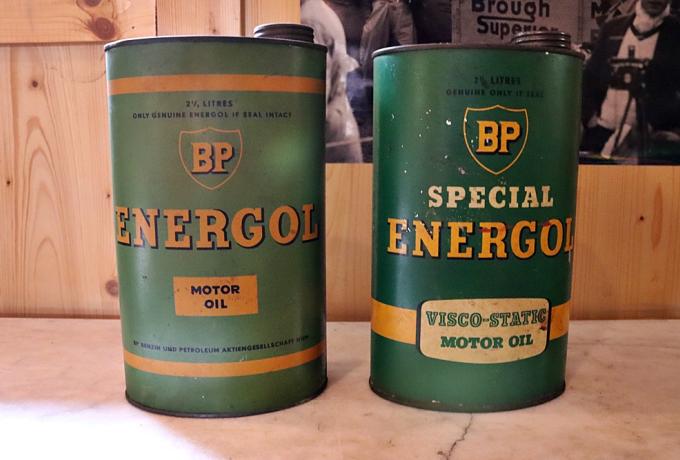 Brough
Superior
2½ LITRES
ONLY GENUINE ENERGOL IF SEAL INTACT
BP
ENERGOL
MOTOR
OIL
BP BENZIN UND PETROLEUM AKTIENGESELLSCHAFT WIEN
2½ LITRES
GENUINE ONLY IF SEAL
BP
SPECIAL
ENERGOL
VISCO-STATIC
MOTOR OIL